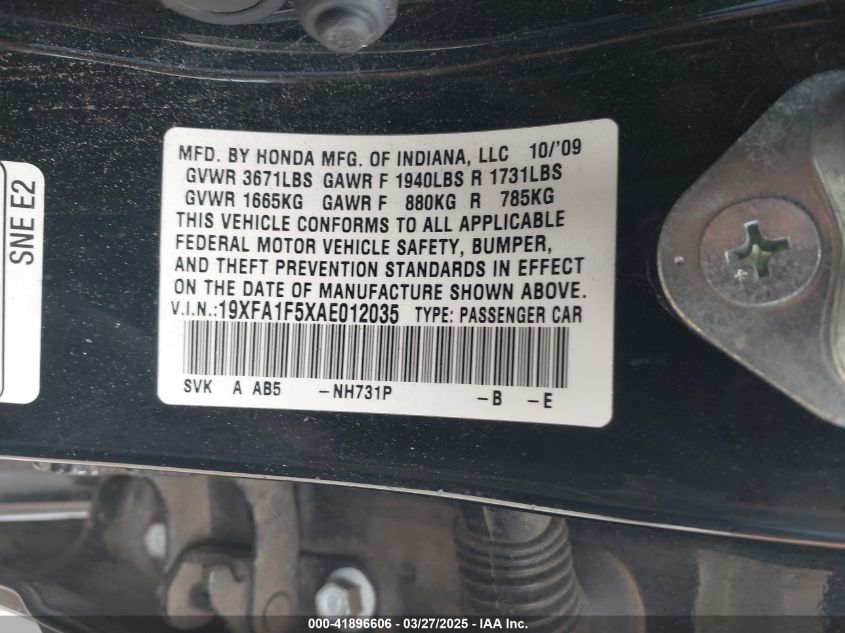 SNE E2
MFD. BY HONDA MFG. OF INDIANA, LLC 10/'09
GVWR 3671LBS GAWR F 1940LBS R 1731LBS
GVWR 1665KG GAWR F 880KG R 785KG
THIS VEHICLE CONFORMS TO ALL APPLICABLE
FEDERAL MOTOR VEHICLE SAFETY, BUMPER,
AND THEFT PREVENTION STANDARDS IN EFFECT
ON THE DATE OF MANUFACTURE SHOWN ABOVE.
V.I.N.:19XFA1F5XAE012035 TYPE: PASSENGER CAR
SVK A AB5 -NH731P -B -E
000-41896606 - 03/27/2025 - IAA Inc.